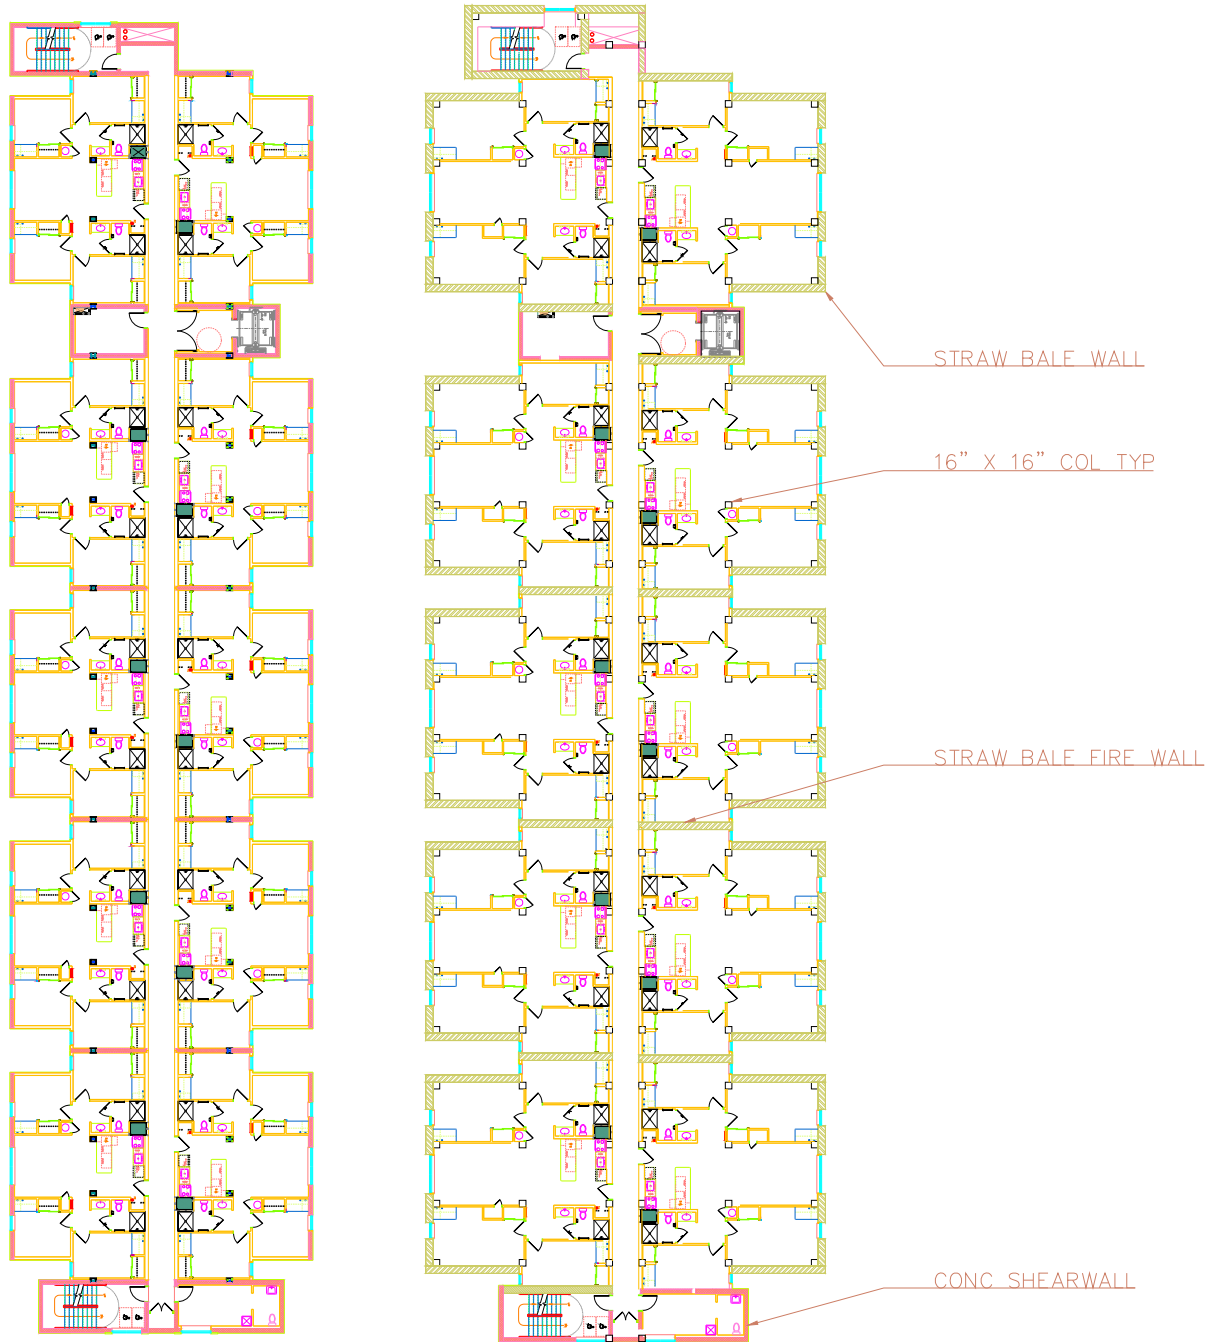 STRAW BALE WALL
16" X 16" COL TYP
STRAW BALE FIRE WALL
CONC SHEARWALL